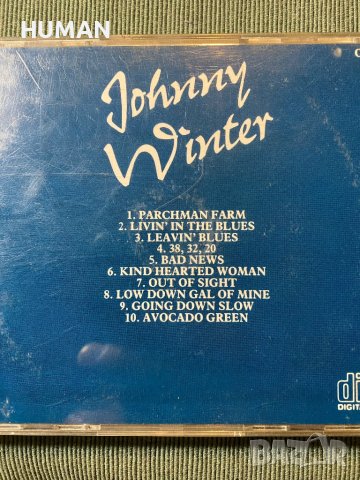 HUMAN
Johnny
Winter
1. PARCHMAN FARM
2. LIVIN' IN THE BLUES
3. LEAVIN' BLUES
4. 38, 32, 20
5. BAD NEWS
6. KIND HEARTED WOMAN
7. OUT OF SIGHT
8. LOW DOWN GAL OF MINE
9. GOING DOWN SLOW
10. AVOCADO GREEN
BAZAR